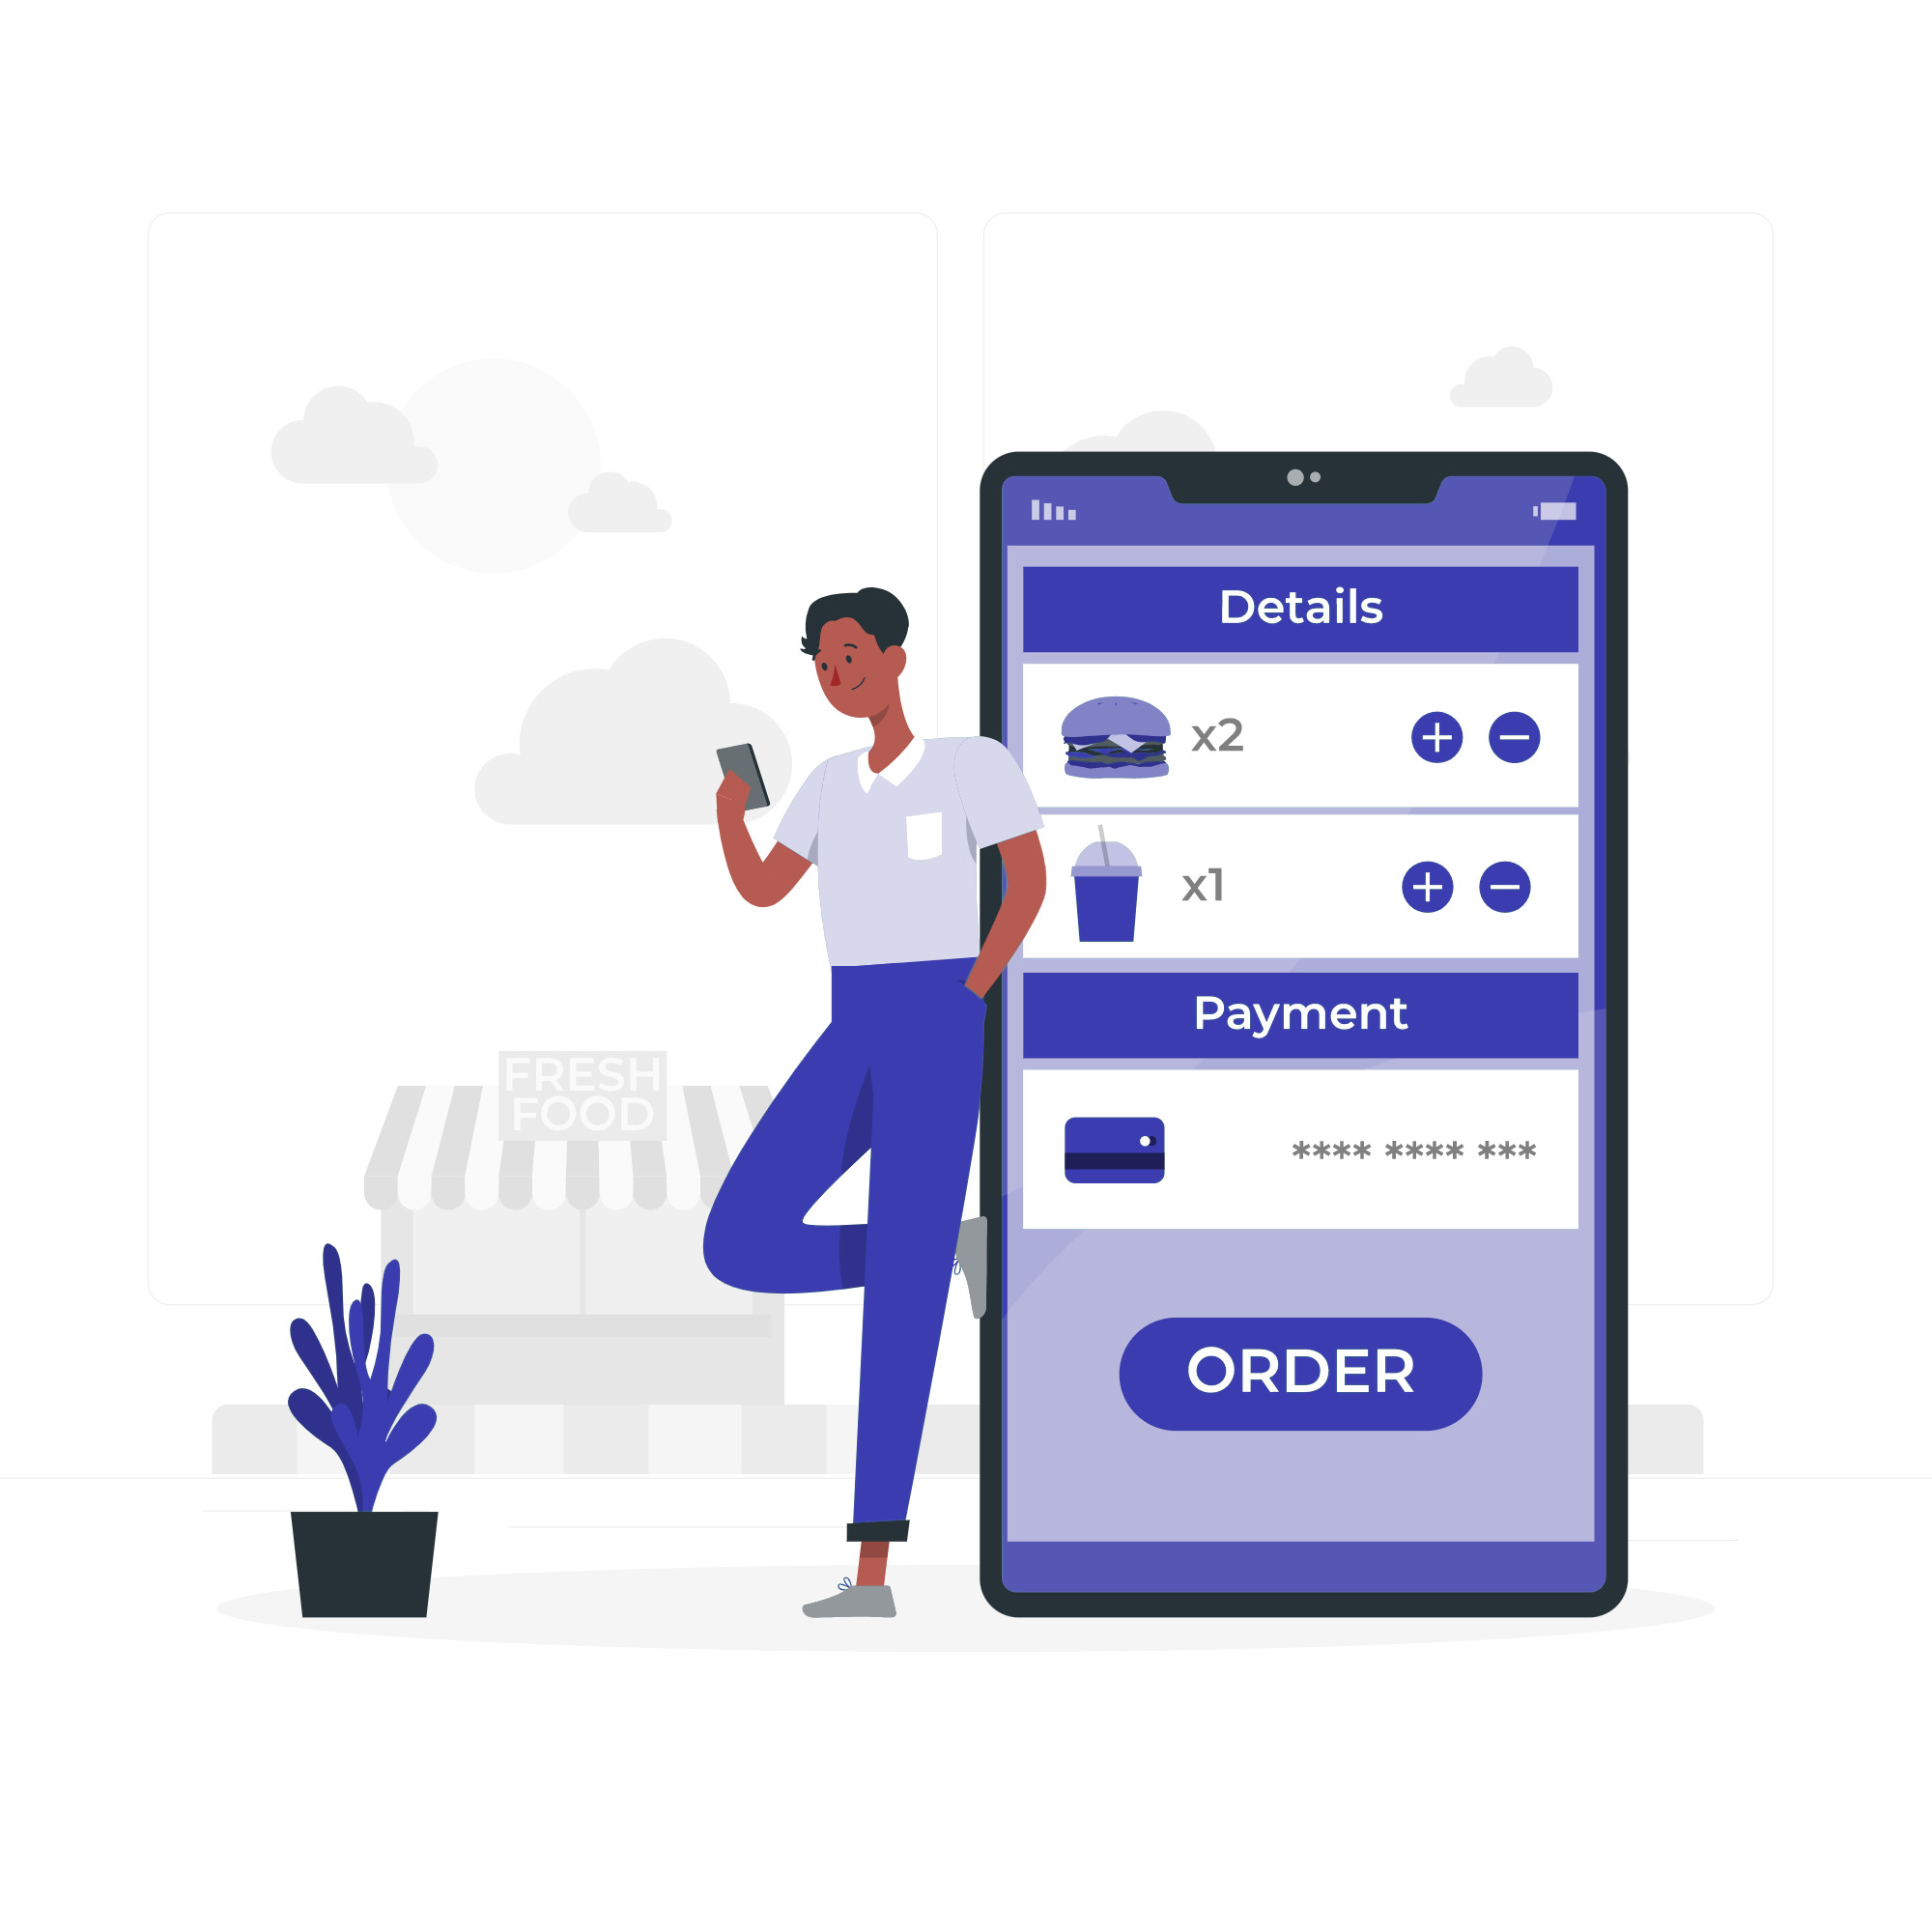 Details
x2
x1
Payment
**** **** ***
ORDER
FRESH
FOOD